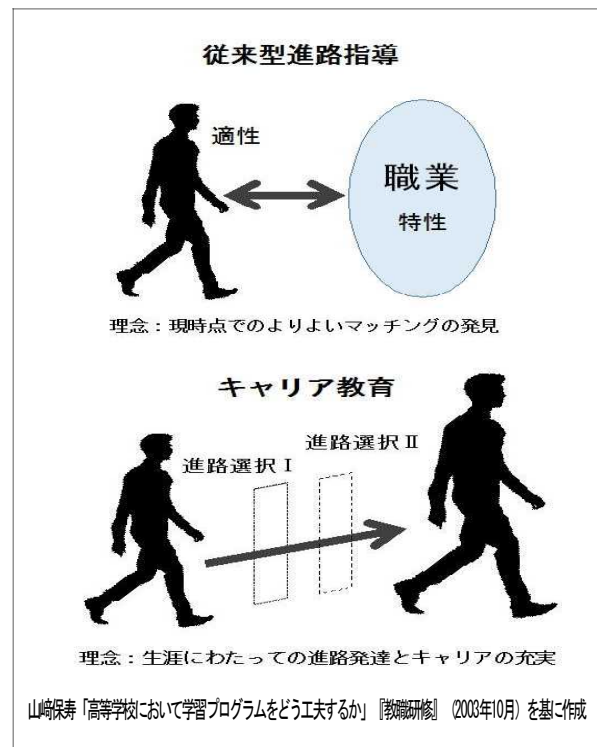 従来型進路指導
適性
職業
特性
理念：現時点でのよりよいマッチングの発見
キャリア教育
進路選択Ⅰ
進路選択Ⅱ
理念：生涯にわたっての進路発達とキャリアの充実
山﨑保寿「高等学校において学習プログラムをどう工夫するか」『教職研修』（2003年10月）を基に作成